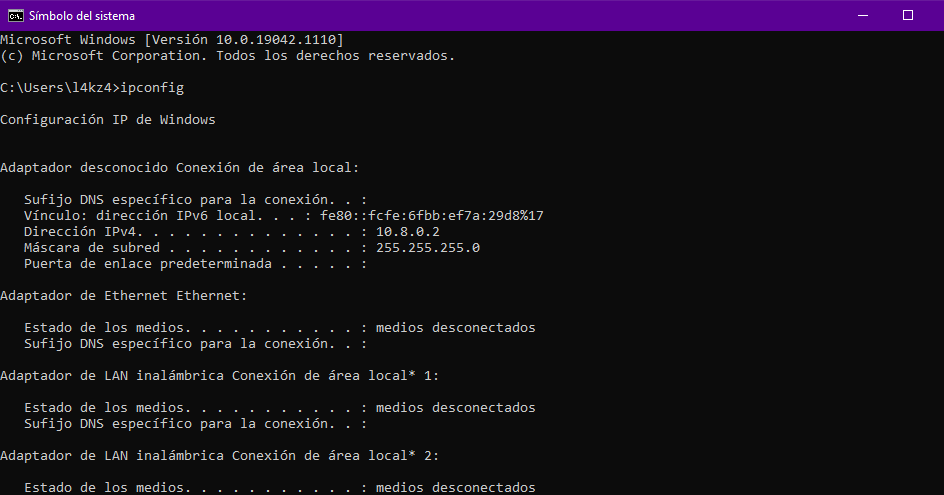 Símbolo del sistema
Microsoft Windows [Versión 10.0.19042.1110]
(c) Microsoft Corporation. Todos los derechos reservados.
C:\Users\l4kz4>ipconfig
Configuración IP de Windows
Adaptador desconocido Conexión de área local:
Sufijo DNS específico para la conexión. . :
Vínculo: dirección IPv6 local. . . : fe80::fcfe:6fbb:ef7a:29d8%17
Dirección IPv4. . . . . . . . . . . . . . : 10.8.0.2
Máscara de subred . . . . . . . . . . . . : 255.255.255.0
Puerta de enlace predeterminada . . . . . :
Adaptador de Ethernet Ethernet:
Estado de los medios. . . . . . . . . . . : medios desconectados
Sufijo DNS específico para la conexión. . :
Adaptador de LAN inalámbrica Conexión de área local* 1:
Estado de los medios. . . . . . . . . . . : medios desconectados
Sufijo DNS específico para la conexión. . :
Adaptador de LAN inalámbrica Conexión de área local* 2:
Estado de los medios. . . . . . . . . . . : medios desconectados